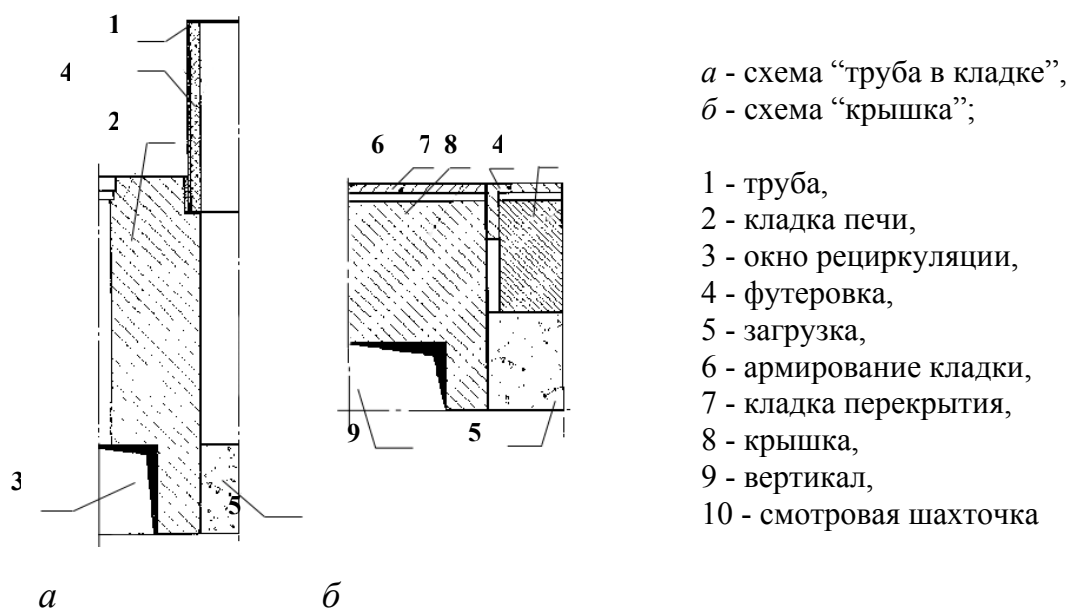 1
4
2
3
5
а
6 7 8 4
9 5
б
а - схема “труба в кладке”,
б - схема “крышка”;
1 - труба,
2 - кладка печи,
3 - окно рециркуляции,
4 - футеровка,
5 - загрузка,
6 - армирование кладки,
7 - кладка перекрытия,
8 - крышка,
9 - вертикал,
10 - смотровая шахточка